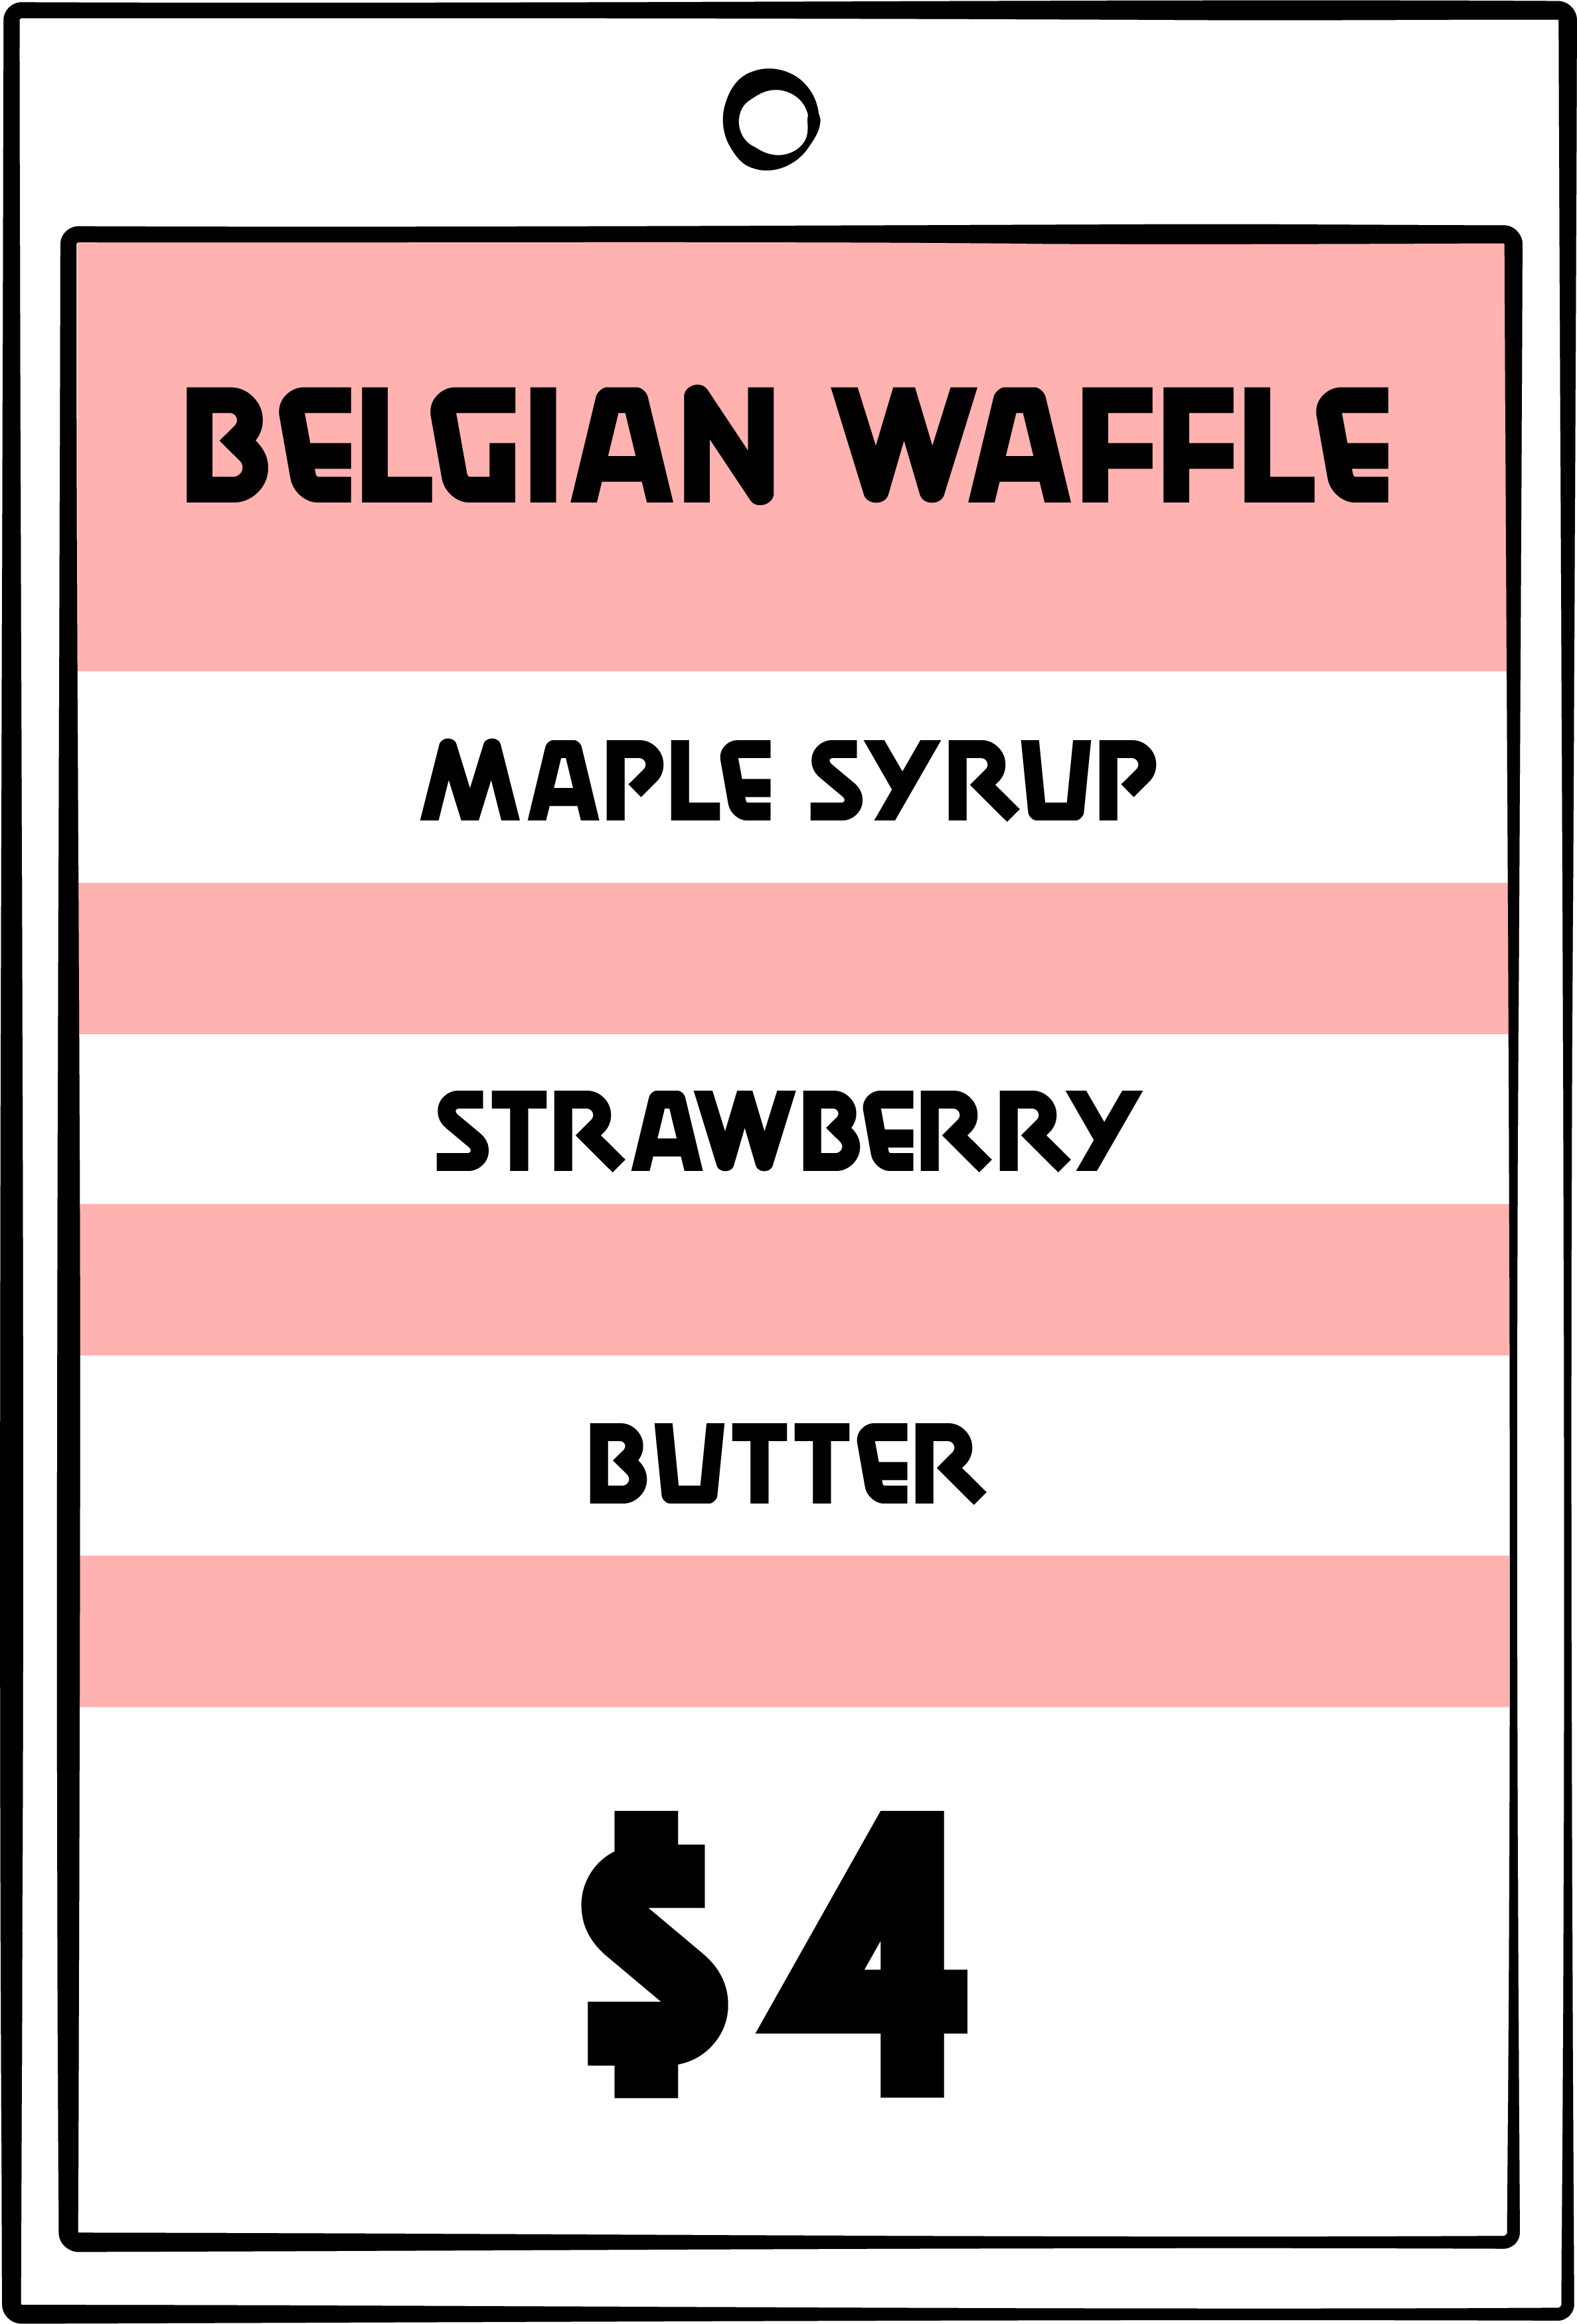 BELGIAN WAFFLE
MAPLE SYRUP
STRAWBERRY
BUTTER
$4